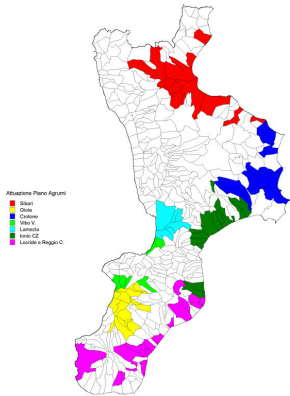 Attuazione Piano Agrumi
Sibari
Gioia
Crotone
Vibo V.
Lamezia
Ionio CZ
Locride e Reggio C.